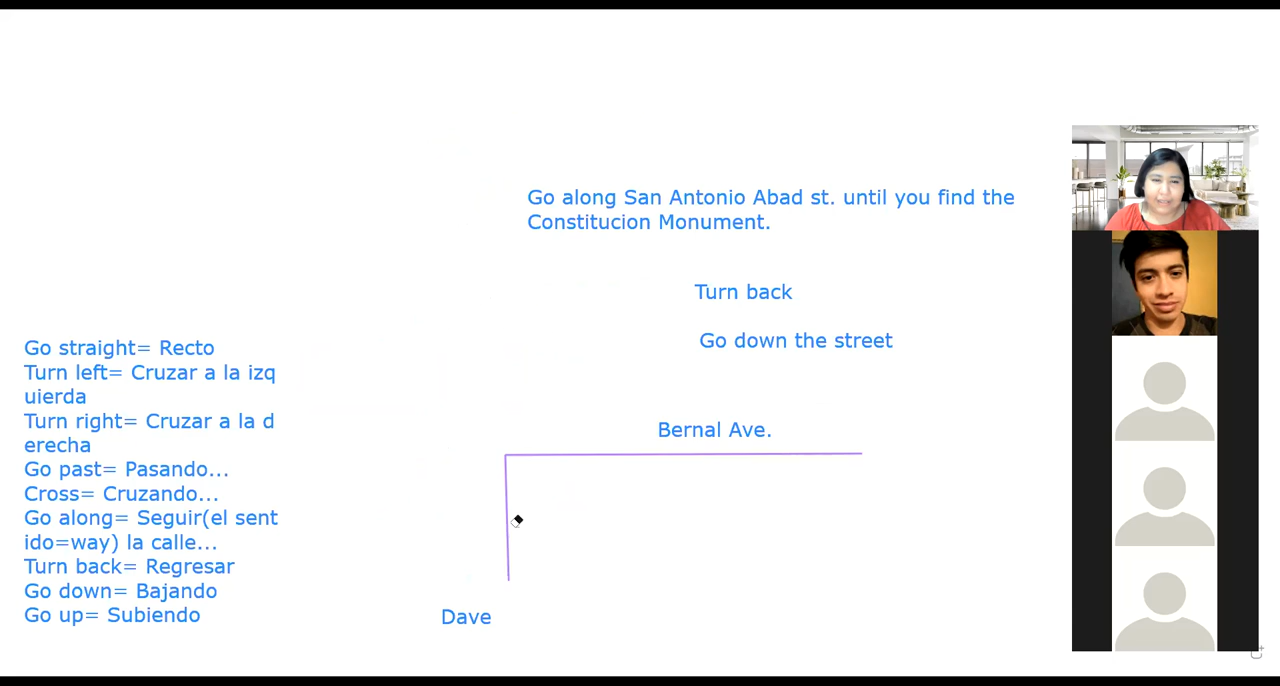 Go along San Antonio Abad st. until you find the
Constitucion Monument.
Turn back
Go down the street
Bernal Ave.
Dave
Go straight= Recto
Turn left= Cruzar a la izq
uierda
Turn right= Cruzar a la d
erecha
Go past= Pasando...
Cross= Cruzando...
Go along= Seguir(el sent
ido=way) la calle...
Turn back= Regresar
Go down= Bajando
Go up= Subiendo